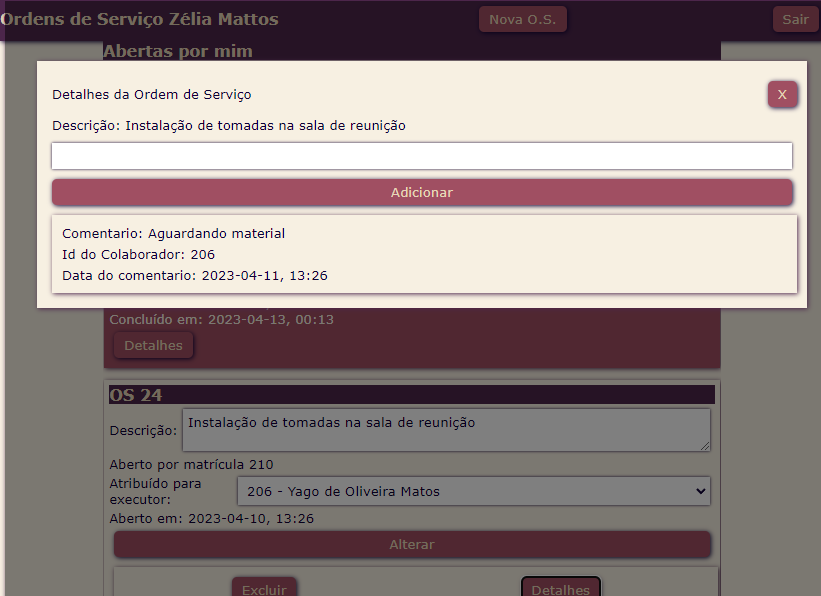 Ordens de Serviço Zélia Mattos
Nova O.S.
Sair
Abertas por mim
Detalhes da Ordem de Serviço
X
Descrição: Instalação de tomadas na sala de reunição
Adicionar
Comentario: Aguardando material
Id do Colaborador: 206
Data do comentario: 2023-04-11, 13:26
Concluído em: 2023-04-13, 00:13
Detalhes
OS 24
Descrição:
Instalação de tomadas na sala de reunição
Aberto por matrícula 210
Atribuído para
executor:
206 - Yago de Oliveira Matos
Aberto em: 2023-04-10, 13:26
Alterar
Excluir
Detalhes